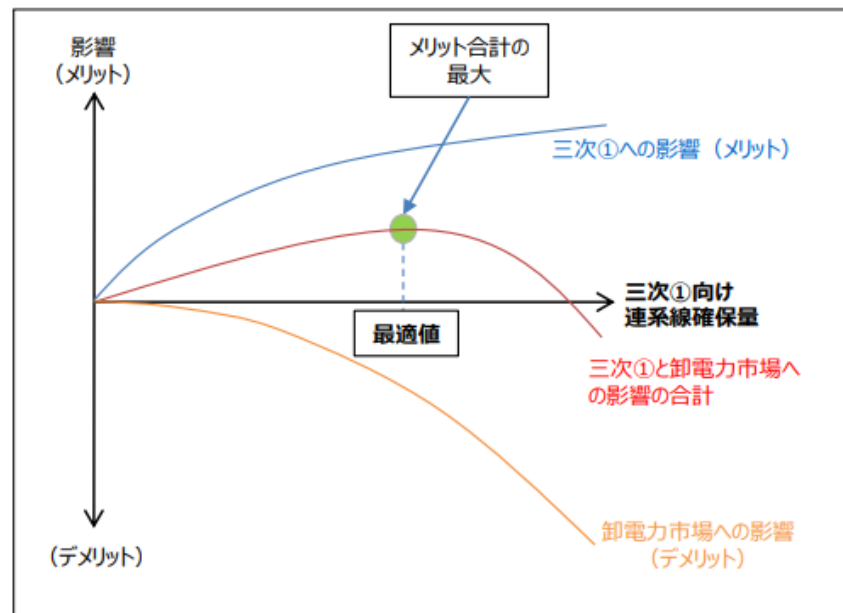 影響
（メリット）
メリット合計の
最大
三次①への影響（メリット）
三次①向け
連系線確保量
最適値
三次①と卸電力市場へ
の影響の合計
卸電力市場への影響
（デメリット）
（デメリット）